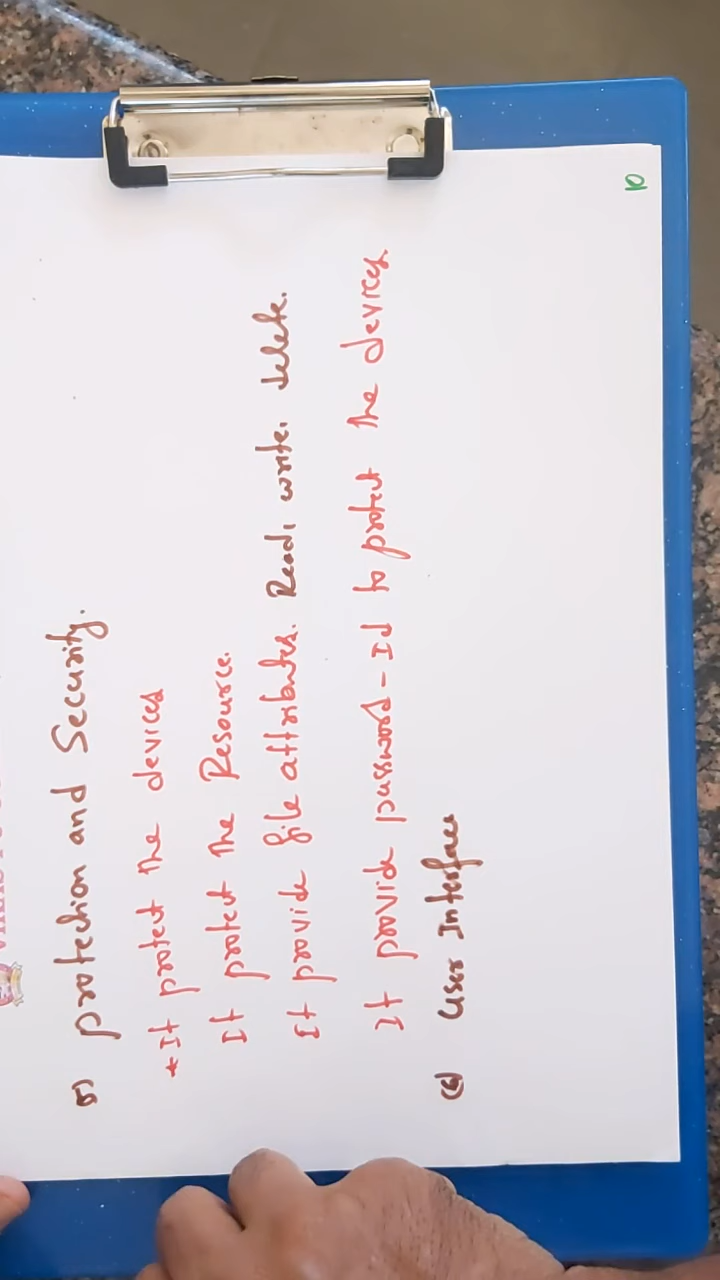 5) protection and Security.
* It protect the devices
It protect the Resource.
It provide file attributes. Read, write. delete.
It provide password - Id to protect the devices.
(6) User Interface
10